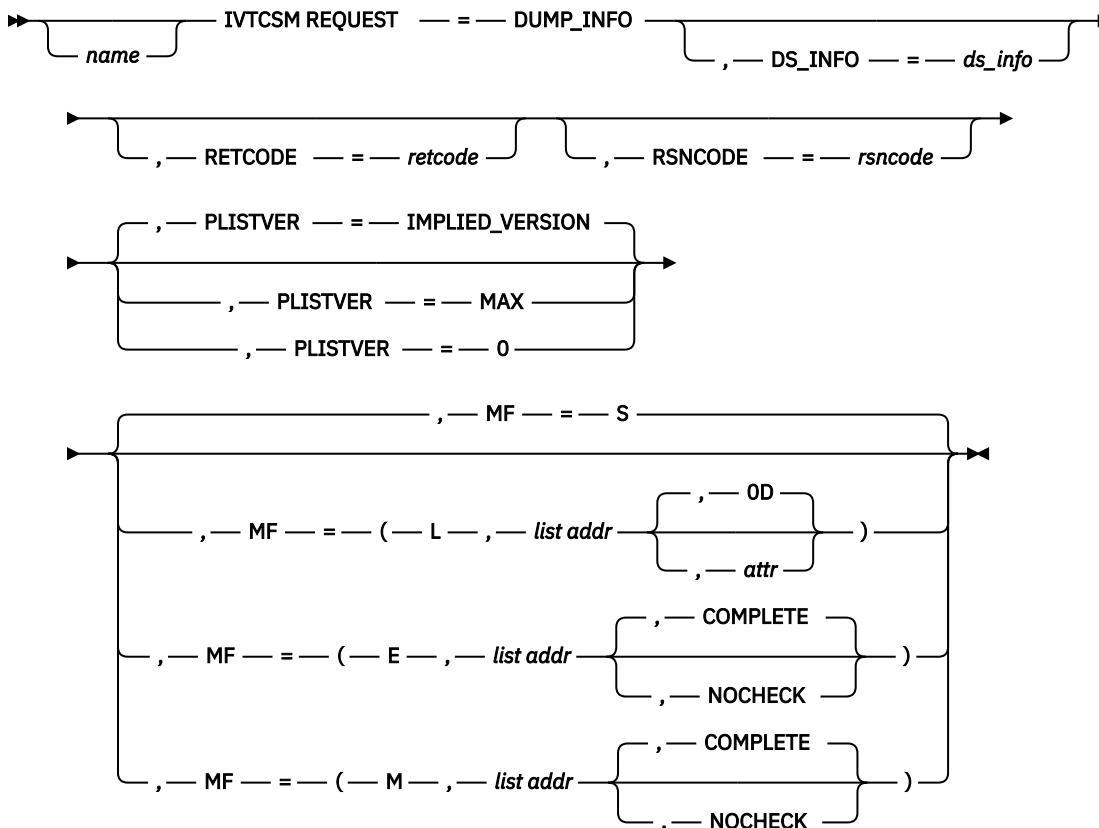 IVTCSM REQUEST = DUMP_INFO
name
, DS_INFO = ds_info
, RETCODE = retcode , RSNCODE = rsncode
, PLISTVER = IMPLIED_VERSION
, PLISTVER = MAX
, PLISTVER = 0
, MF = S
, 0D
, MF = ( L , list addr )
, attr
, COMPLETE
, MF = ( E , list addr )
, NOCHECK
, COMPLETE
, MF = ( M , list addr )
, NOCHECK